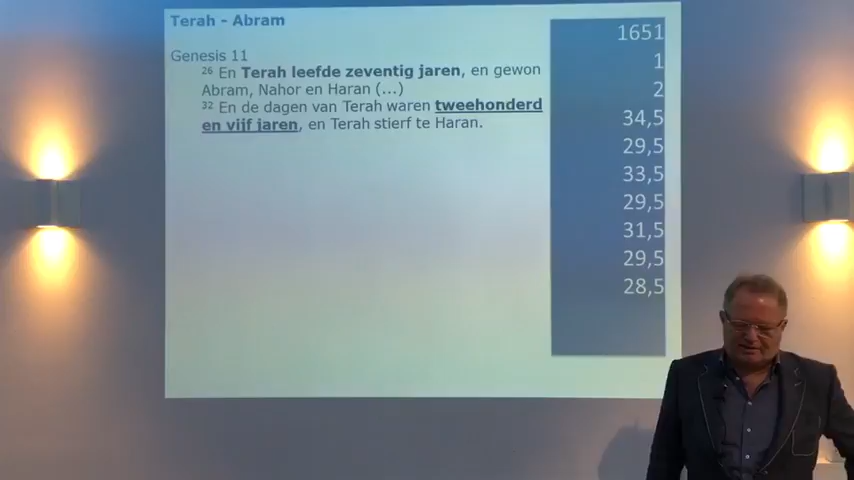 Terah - Abram
Genesis 11
26 En Terah leefde zeventig jaren, en gewon
Abram, Nahor en Haran (...)
32 En de dagen van Terah waren tweehonderd
en vijf jaren, en Terah stierf te Haran.
1651
1
2
34,5
29,5
33,5
29,5
31,5
29,5
28,5